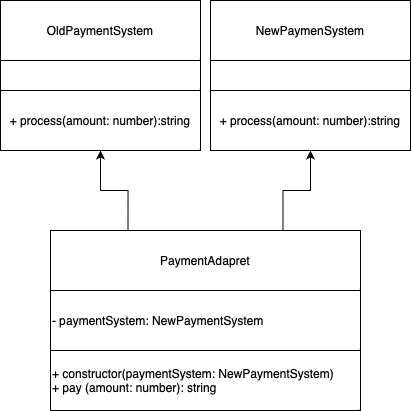 OldPaymentSystem
NewPaymenSystem
+ process(amount: number):string
+ process(amount: number):string
PaymentAdapret
- paymentSystem: NewPaymentSystem
+ constructor(paymentSystem: NewPaymentSystem)
+ pay (amount: number): string